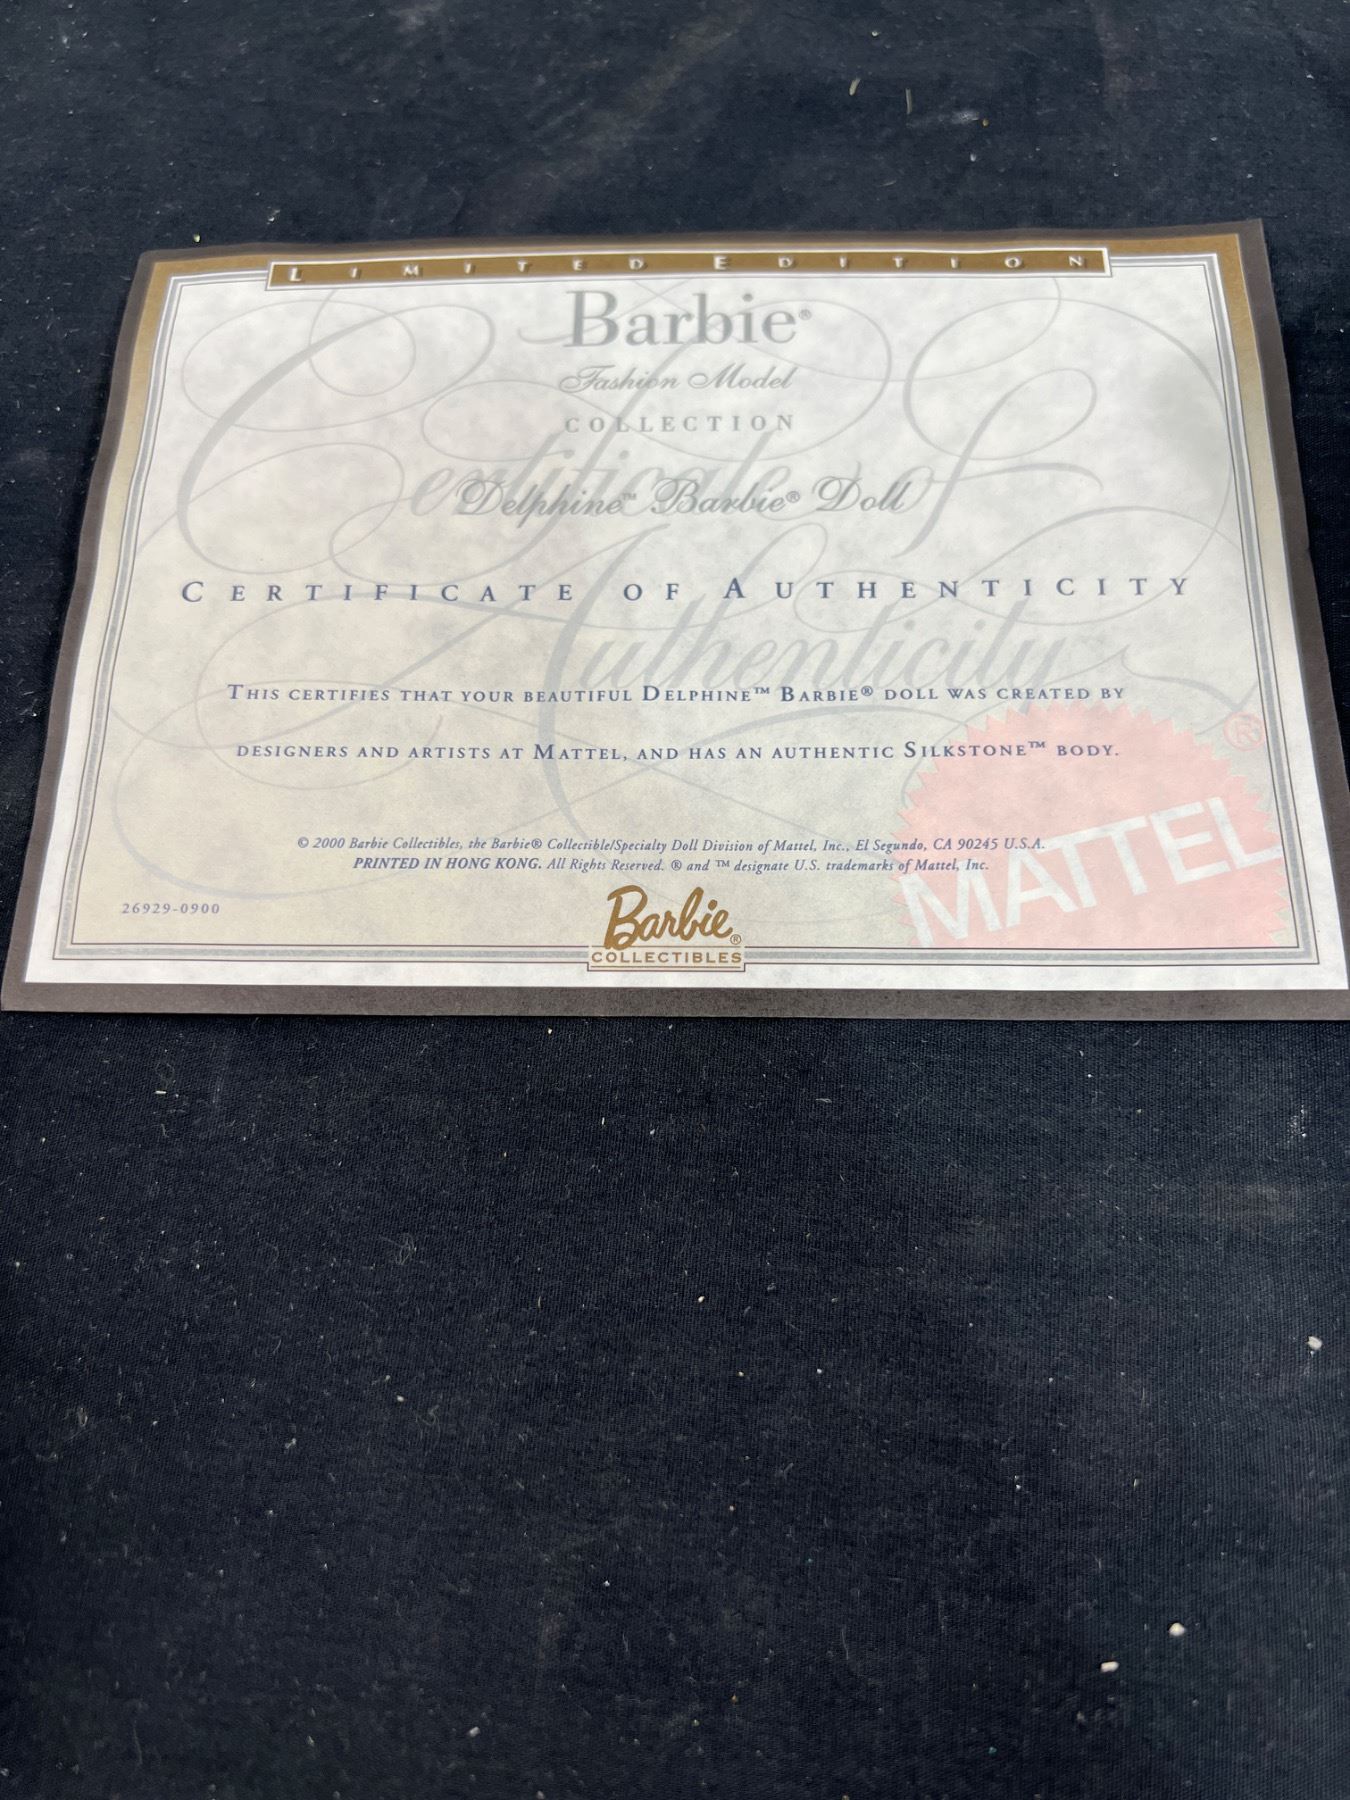 LIMITED EDITION
Barbie®
Fashion Model
COLLECTION
Certificate of
Delphine™ Barbie® Doll
CERTIFICATE OF AUTHENTICITY
Authenticity
THIS CERTIFIES THAT YOUR BEAUTIFUL DELPHINE™ BARBIE® DOLL WAS CREATED BY
DESIGNERS AND ARTISTS AT MATTEL, AND HAS AN AUTHENTIC SILKSTONE™ BODY.
®
MATTEL
© 2000 Barbie Collectibles, the Barbie® Collectible/Specialty Doll Division of Mattel, Inc., El Segundo, CA 90245 U.S.A.
PRINTED IN HONG KONG. All Rights Reserved. ® and ™ designate U.S. trademarks of Mattel, Inc.
26929-0900
Barbie®
COLLECTIBLES